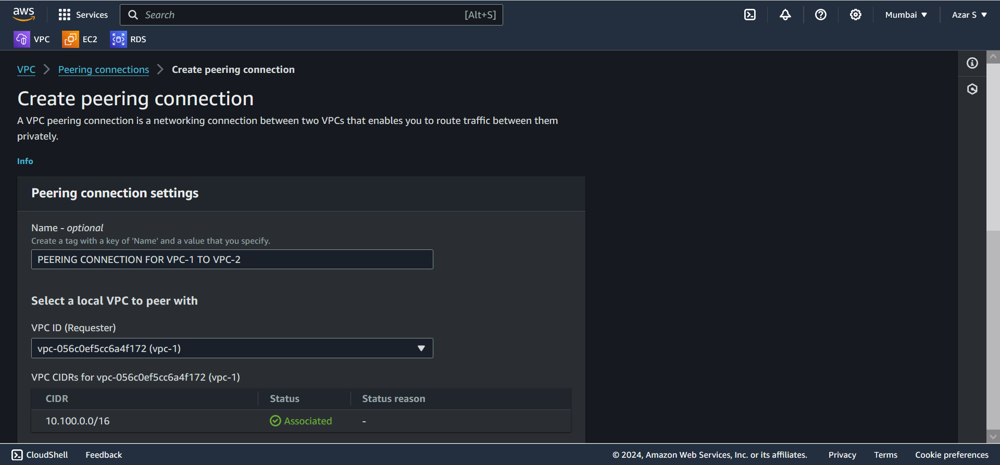 aws
Services
Search
[Alt+S]
Mumbai
Azar S
VPC
EC2
RDS
VPC
Peering connections
Create peering connection
Create peering connection
A VPC peering connection is a networking connection between two VPCs that enables you to route traffic between them
privately.
Info
Peering connection settings
Name - optional
Create a tag with a key of 'Name' and a value that you specify.
PEERING CONNECTION FOR VPC-1 TO VPC-2
Select a local VPC to peer with
VPC ID (Requester)
vpc-056c0ef5cc6a4f172 (vpc-1)
VPC CIDRs for vpc-056c0ef5cc6a4f172 (vpc-1)
CIDR Status Status reason
10.100.0.0/16 Associated -
CloudShell
Feedback
© 2024, Amazon Web Services, Inc. or its affiliates.
Privacy
Terms
Cookie preferences